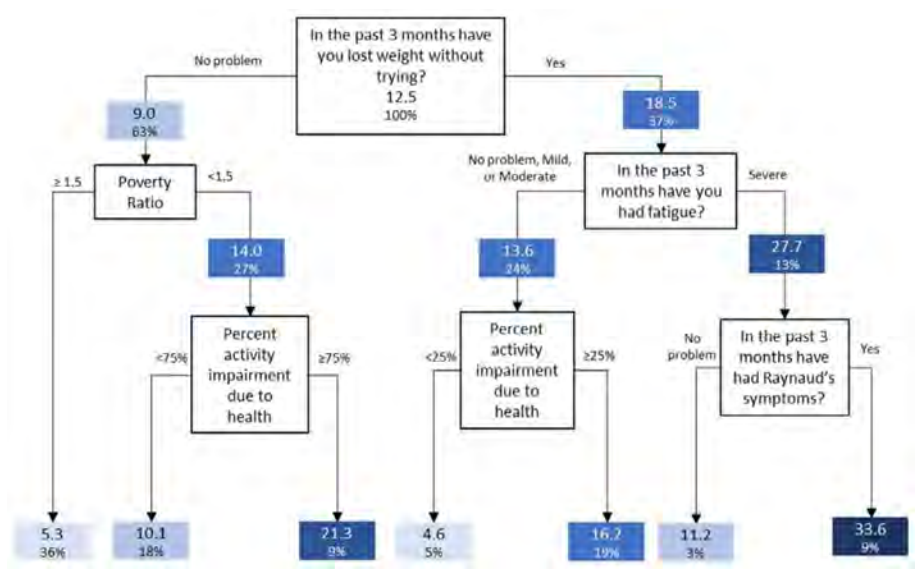 In the past 3 months have
you lost weight without
trying?
12.5
100%
No problem
Yes
9.0
63%
18.5
37%
≥ 1.5
Poverty
Ratio
<1.5
No problem, Mild,
or Moderate
In the past 3
months have you
had fatigue?
Severe
14.0
27%
13.6
24%
27.7
13%
<75%
Percent
activity
impairment
due to
health
≥75%
<25%
Percent
activity
impairment
due to
health
≥25%
No
problem
In the past 3
months have
had Raynaud's
symptoms?
Yes
5.3
36%
10.1
18%
21.3
9%
4.6
5%
16.2
19%
11.2
3%
33.6
9%